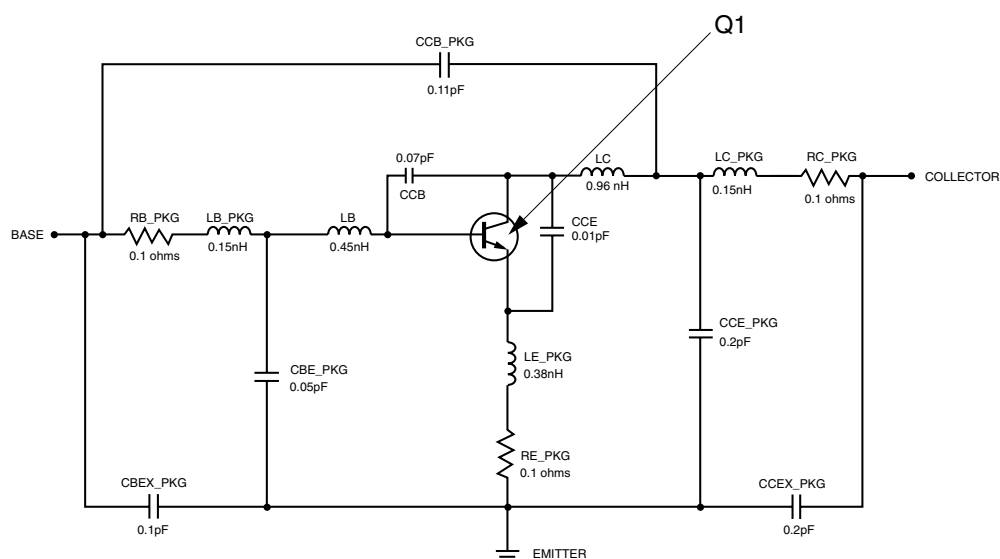 Q1
CCB_PKG
0.11pF
0.07pF
CCB
LC
0.96 nH
LC_PKG
0.15nH
RC_PKG
0.1 ohms
COLLECTOR
BASE
RB_PKG
0.1 ohms
LB_PKG
0.15nH
LB
0.45nH
CCE
0.01pF
CCE_PKG
0.2pF
LE_PKG
0.38nH
CBE_PKG
0.05pF
RE_PKG
0.1 ohms
CBEX_PKG
0.1pF
CCEX_PKG
0.2pF
EMITTER